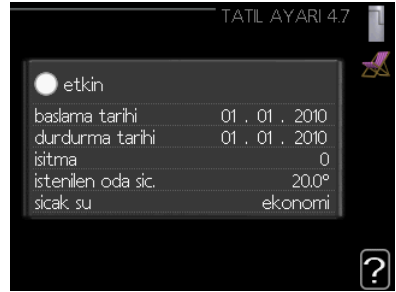 TATIL AYARI 4.7
etkin
baslama tarihi 01 . 01 . 2010
durdurma tarihi 01 . 01 . 2010
isitma 0
istenilen oda sic. 20.0°
sicak su ekonomi
?